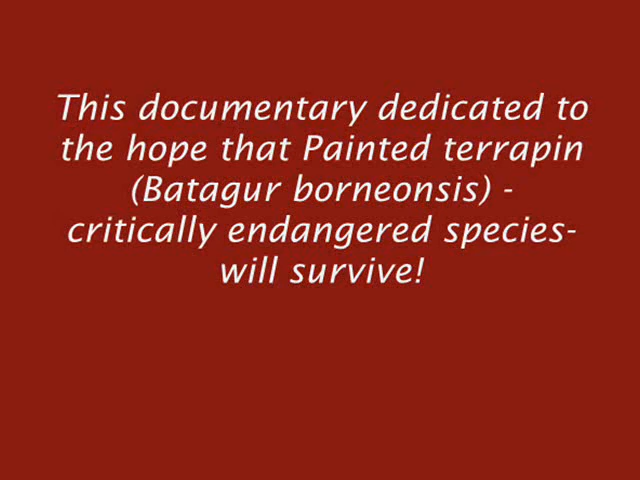 This documentary dedicated to
the hope that Painted terrapin
(Batagur borneonsis) -
critically endangered species-
will survive!